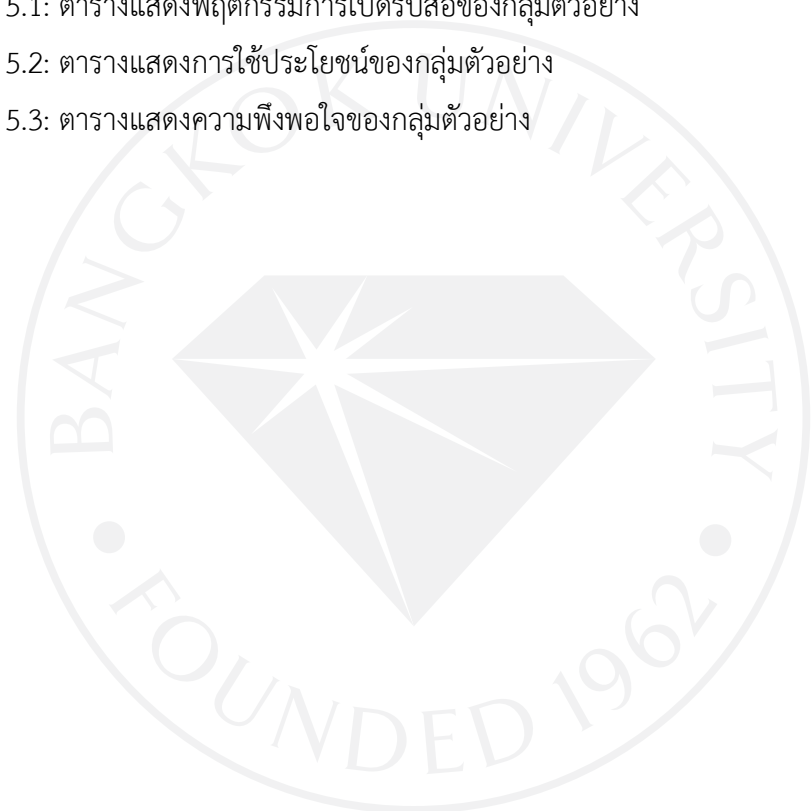 5.1: ตารางแสดงพฤติกรรมการเปิดรับสื่อของกลุ่มตัวอย่าง
5.2: ตารางแสดงการใช้ประโยชน์ของกลุ่มตัวอย่าง
5.3: ตารางแสดงความพึงพอใจของกลุ่มตัวอย่าง
BANGKOK UNIVERSITY
FOUNDED 1962